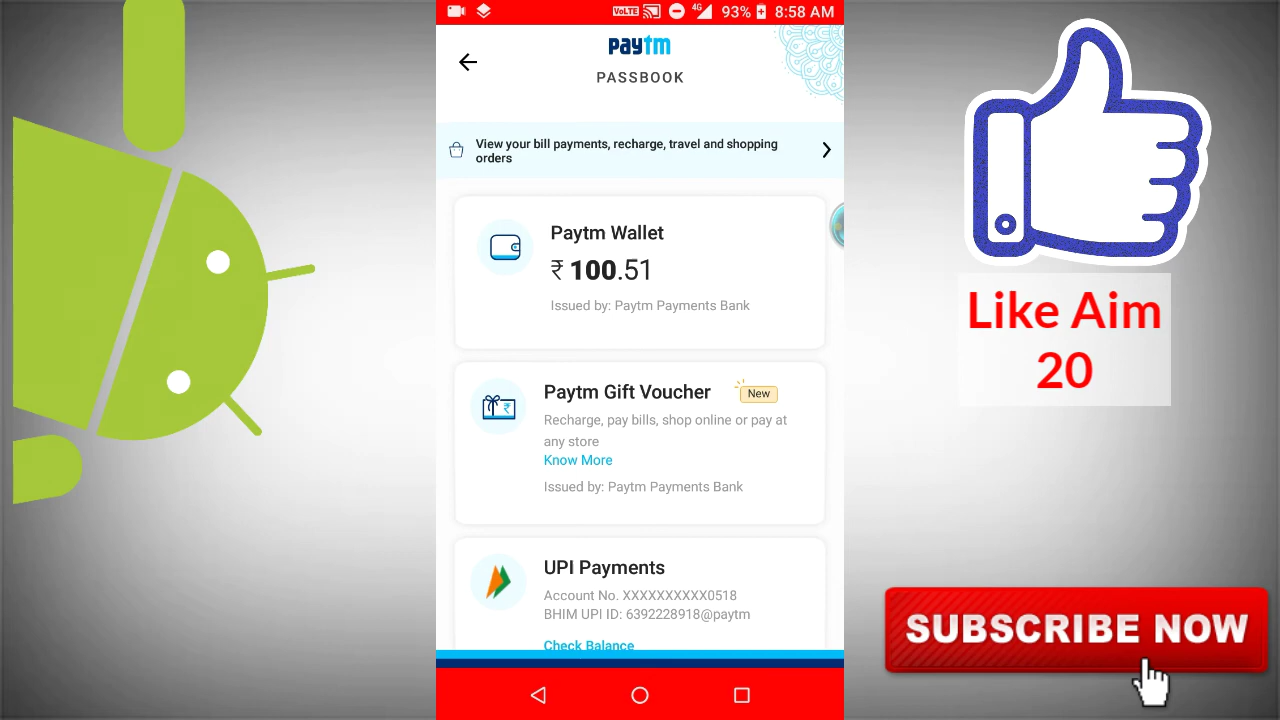 VoLTE 4G 93% 8:58 AM
paytm
PASSBOOK
View your bill payments, recharge, travel and shopping
orders
Paytm Wallet
₹ 100.51
Issued by: Paytm Payments Bank
Paytm Gift Voucher New
Recharge, pay bills, shop online or pay at
any store
Know More
Issued by: Paytm Payments Bank
UPI Payments
Account No. XXXXXXXXXX0518
BHIM UPI ID: 6392228918@paytm
Check Balance
Like Aim
20
SUBSCRIBE NOW